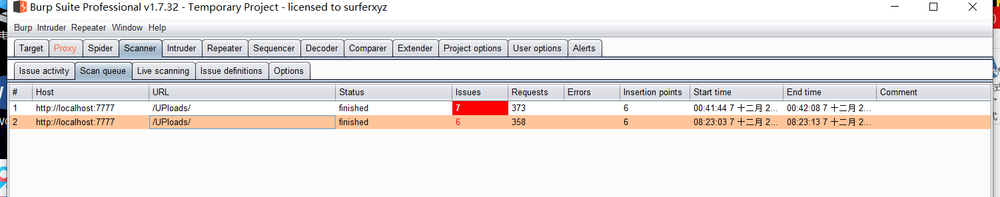 Burp Suite Professional v1.7.32 - Temporary Project - licensed to surferxyz
Burp Intruder Repeater Window Help
Target Proxy Spider Scanner Intruder Repeater Sequencer Decoder Comparer Extender Project options User options Alerts
Issue activity Scan queue Live scanning Issue definitions Options
# Host URL Status Issues Requests Errors Insertion points Start time End time Comment
1 http://localhost:7777 /UPloads/ finished 7 373 6 00:41:44 7 十二月 2... 00:42:08 7 十二月 2...
2 http://localhost:7777 /UPloads/ finished 6 358 6 08:23:03 7 十二月 2... 08:23:13 7 十二月 2...